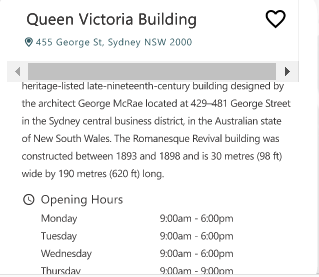 Queen Victoria Building
455 George St, Sydney NSW 2000
heritage-listed late-nineteenth-century building designed by
the architect George McRae located at 429–481 George Street
in the Sydney central business district, in the Australian state
of New South Wales. The Romanesque Revival building was
constructed between 1893 and 1898 and is 30 metres (98 ft)
wide by 190 metres (620 ft) long.
Opening Hours
Monday 9:00am - 6:00pm
Tuesday 9:00am - 6:00pm
Wednesday 9:00am - 6:00pm
Thursday 9:00am - 9:00pm